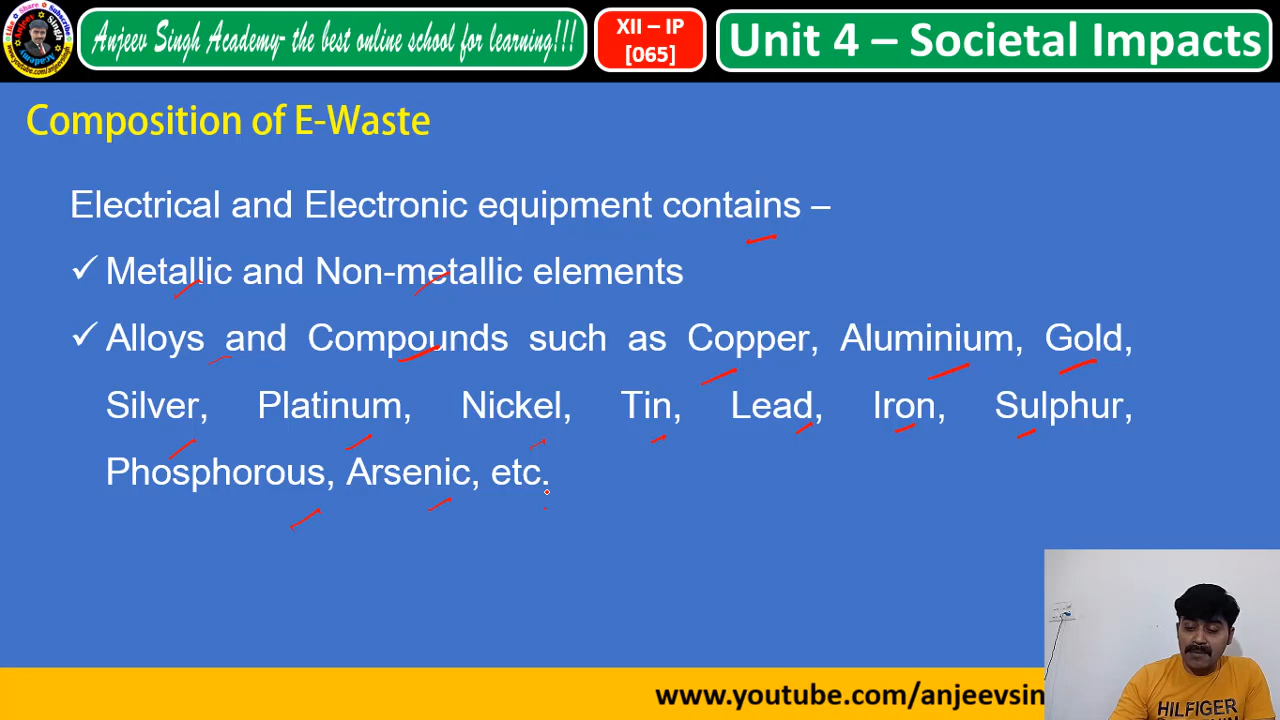 Anjeev Singh Academy- the best online school for learning!!!
XII – IP
[065]
Unit 4 – Societal Impacts
Composition of E-Waste
Electrical and Electronic equipment contains –
✓ Metallic and Non-metallic elements
✓ Alloys and Compounds such as Copper, Aluminium, Gold,
Silver, Platinum, Nickel, Tin, Lead, Iron, Sulphur,
Phosphorous, Arsenic, etc.
www.youtube.com/anjeevsin
HILFIGER